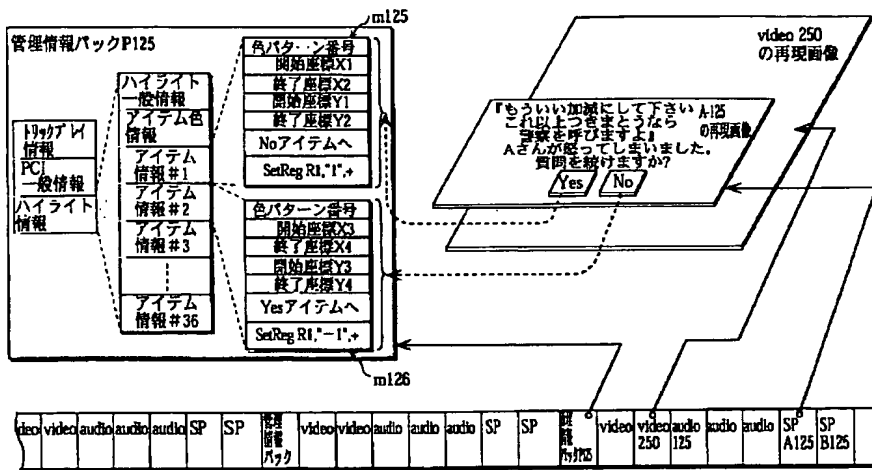 m125
管理情報パックP125
トリックプレイ
情報
PCI
一般情報
ハイライト
情報
ハイライト
一般情報
アイテム色
情報
アイテム
情報#1
アイテム
情報#2
アイテム
情報#3
アイテム
情報#36
色パターン番号
開始座標X1
終了座標X2
開始座標Y1
終了座標Y2
Noアイテムへ
SetReg R1,"1",+
色パターン番号
開始座標X3
終了座標X4
開始座標Y3
終了座標Y4
Yesアイテムへ
SetReg R1,"-1",+
m126
video 250
の再現画像
A-125
の再現画像
『もういい加減にして下さい
これ以上つきまとうなら
警察を呼びますよ』
Aさんが怒ってしまいました。
質問を続けますか?
Yes No
video video audio audio audio SP SP 管理情報パック video video audio audio audio SP SP パックP125 video video 250 audio 125 audio audio SP A125 SP B125